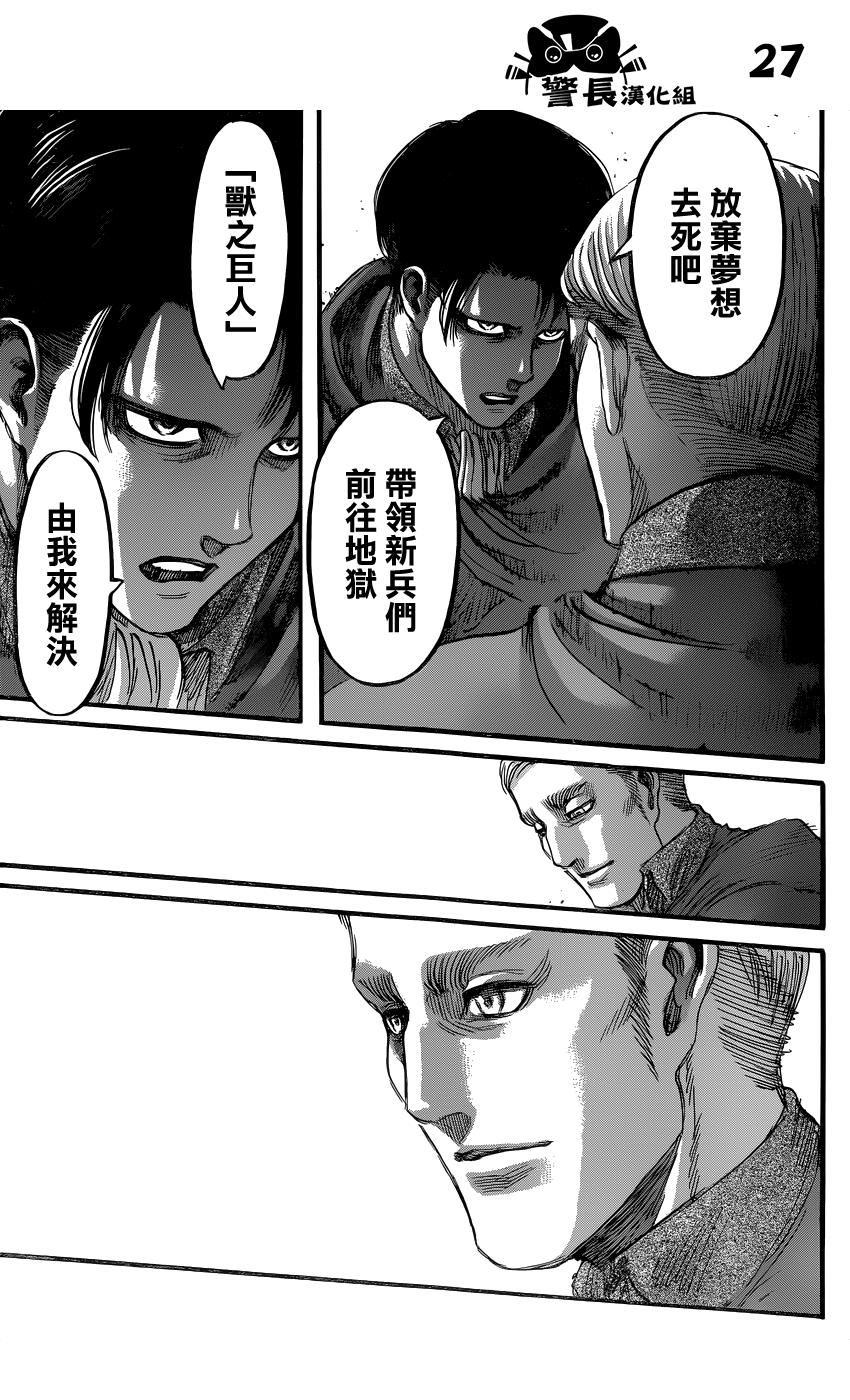 警長漢化組
27
放棄夢想
去死吧
帶領新兵們
前往地獄
「獸之巨人」
由我來解決